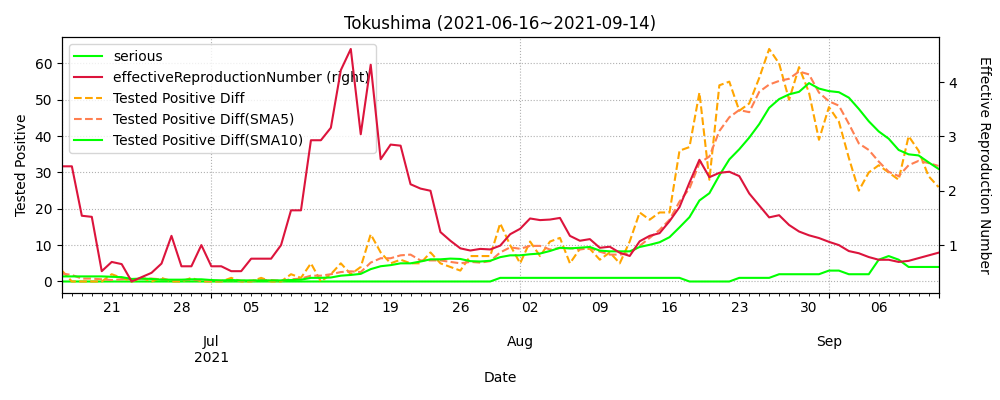 Tokushima (2021-06-16~2021-09-14)
serious
effectiveReproductionNumber (right)
Tested Positive Diff
Tested Positive Diff(SMA5)
Tested Positive Diff(SMA10)
Tested Positive
60
50
40
30
20
10
0
4
3
2
1
Effective Reproduction Number
21 28 05 12 19 26 02 09 16 23 30 06
Jul Aug Sep
2021
Date